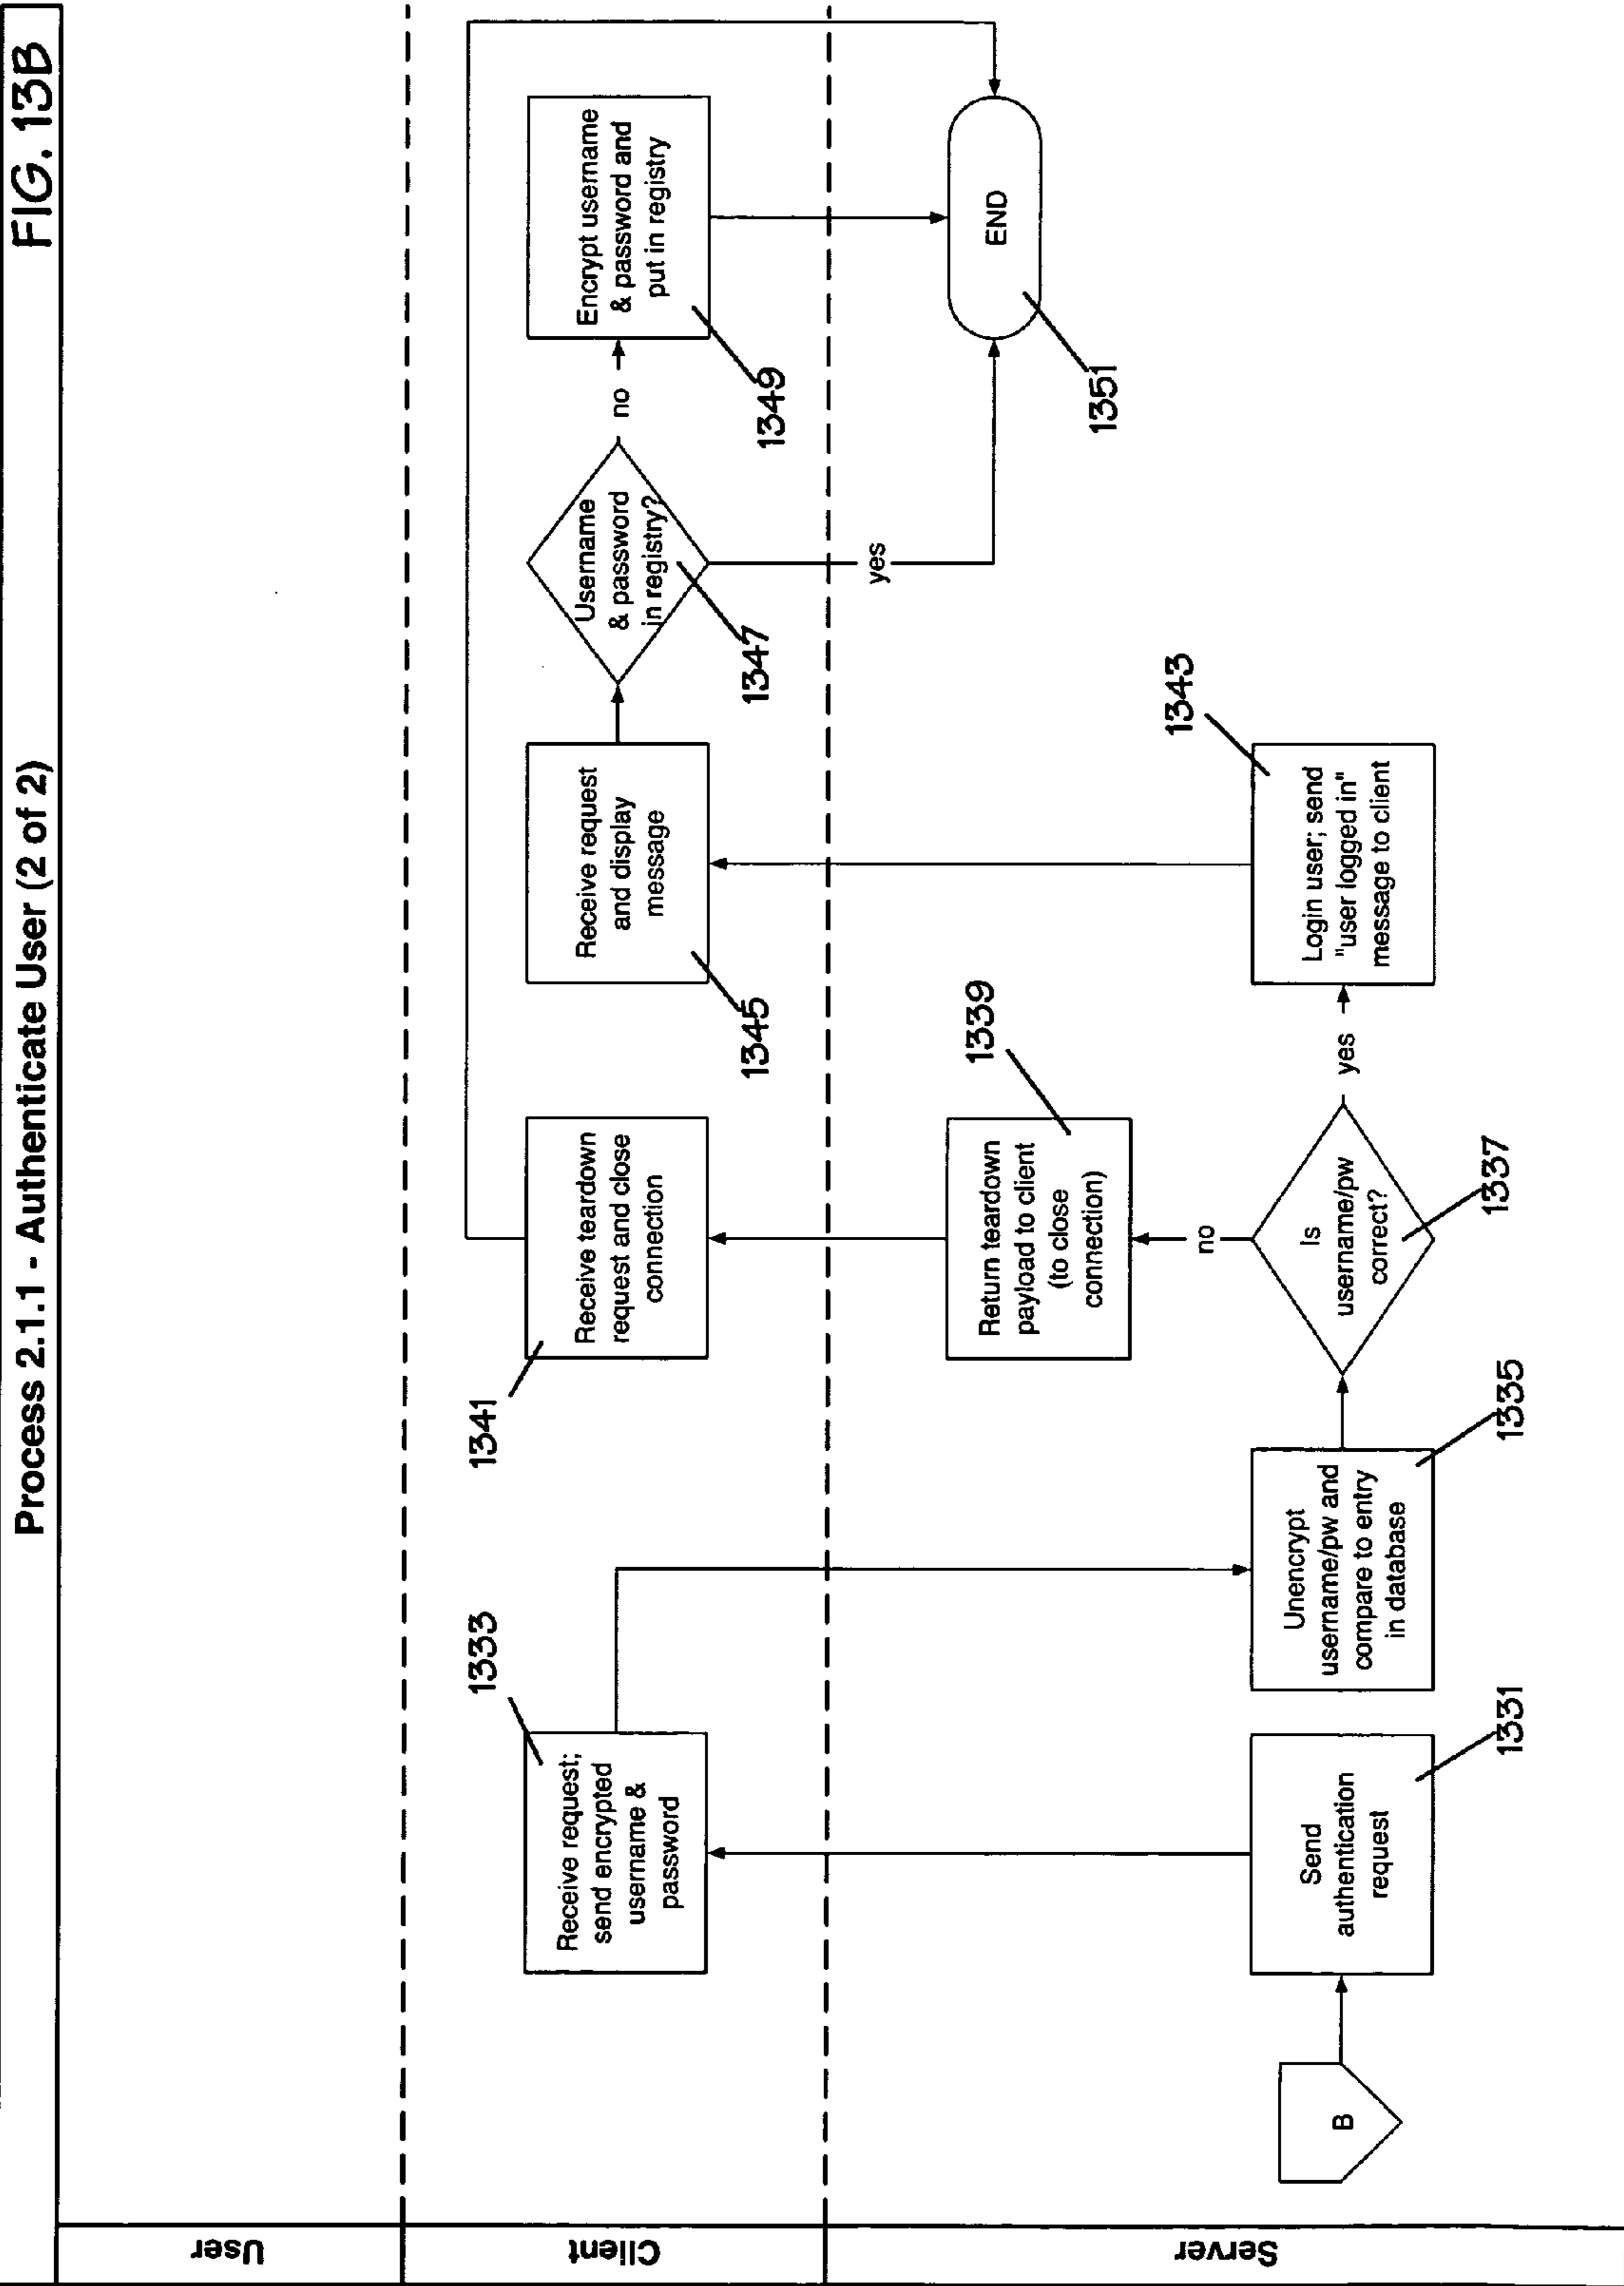 Process 2.1.1 - Authenticate User (2 of 2)
FIG. 13B
User
Client
Server
B
Send
authentication
request
1331
Receive request;
send encrypted
username &
password
1333
Unencrypt
username/pw and
compare to entry
in database
1335
Is
username/pw
correct?
1337
no
Return teardown
payload to client
(to close
connection)
1339
Receive teardown
request and close
connection
1341
yes
Login user; send
"user logged in"
message to client
1343
Receive request
and display
message
1345
Username
& password
in registry?
1347
no
Encrypt username
& password and
put in registry
1349
yes
END
1351